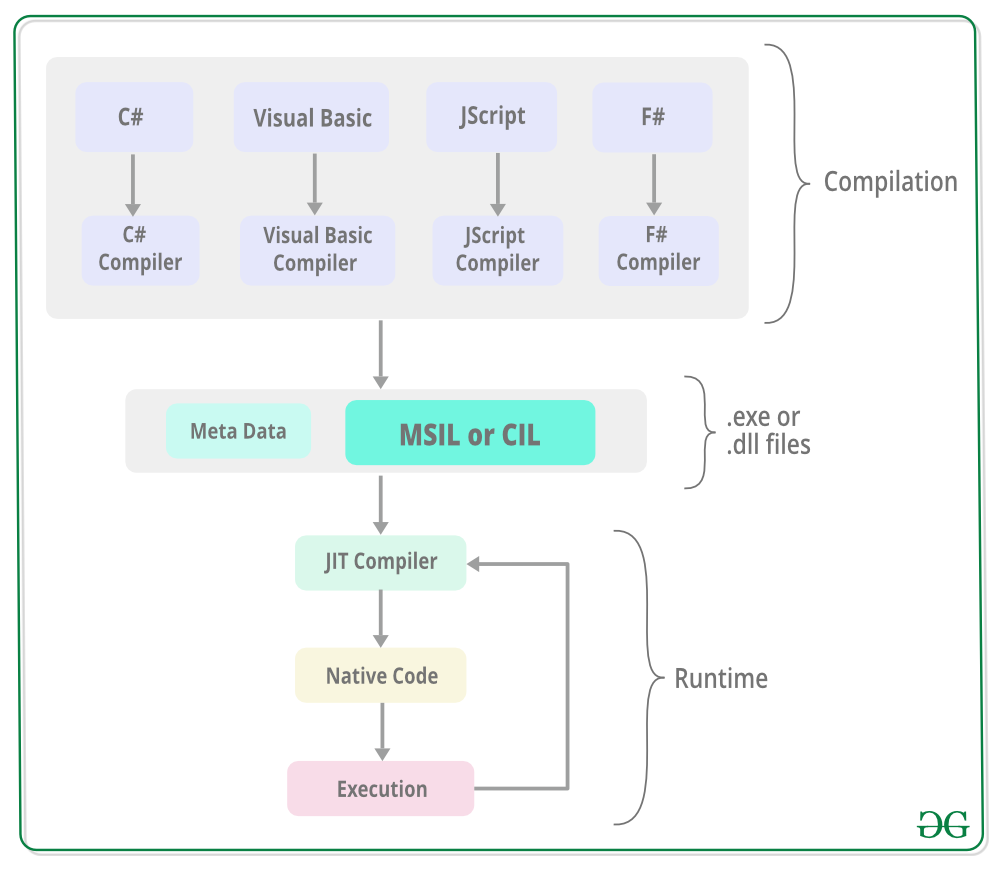 C#
Visual Basic
JScript
F#
C#
Compiler
Visual Basic
Compiler
JScript
Compiler
F#
Compiler
Compilation
Meta Data
MSIL or CIL
.exe or
.dll files
JIT Compiler
Native Code
Execution
Runtime